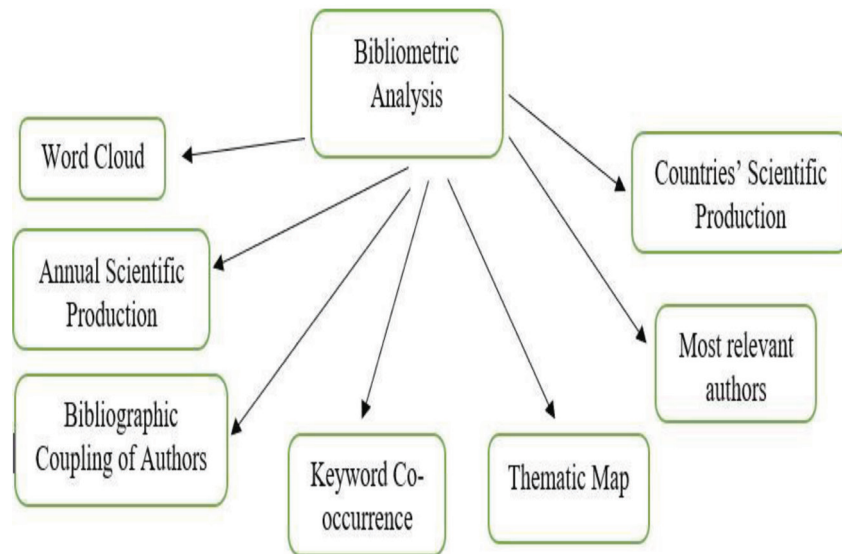 Bibliometric
Analysis
Word Cloud
Countries’ Scientific
Production
Annual Scientific
Production
Most relevant
authors
Bibliographic
Coupling of Authors
Keyword Co-
occurrence
Thematic Map